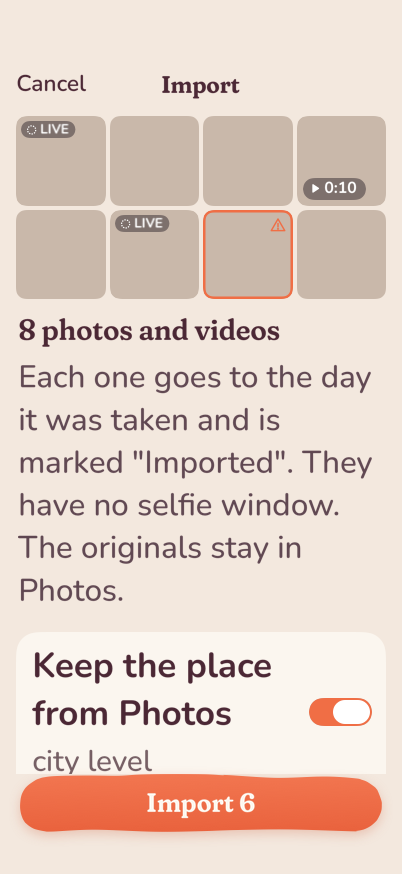 Cancel
Import
LIVE
0:10
LIVE
8 photos and videos
Each one goes to the day
it was taken and is
marked "Imported". They
have no selfie window.
The originals stay in
Photos.
Keep the place
from Photos
city level
Import 6